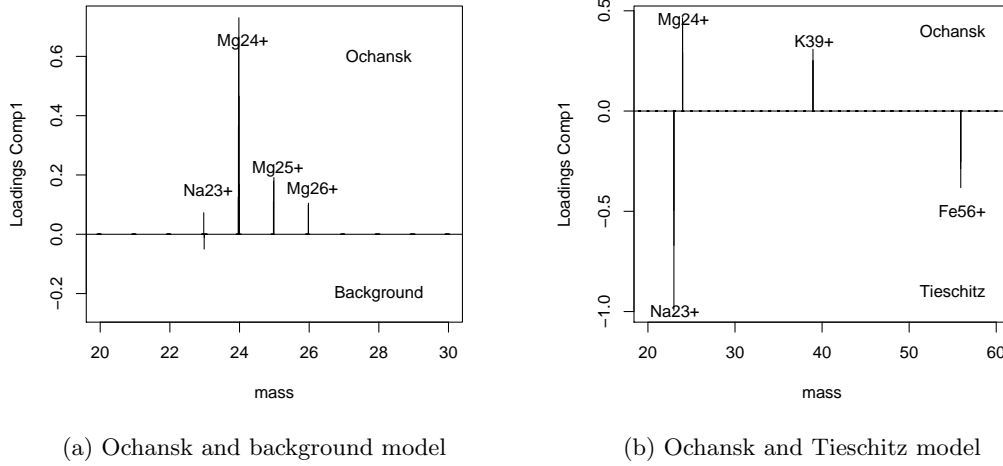 Loadings Comp1
0.6
0.4
0.2
0.0
−0.2
Mg24+
Ochansk
Mg25+
Na23+
Mg26+
Background
20 22 24 26 28 30
mass
(a) Ochansk and background model
Loadings Comp1
0.5
0.0
−0.5
−1.0
Mg24+
Ochansk
K39+
Fe56+
Tieschitz
Na23+
20 30 40 50 60
mass
(b) Ochansk and Tieschitz model